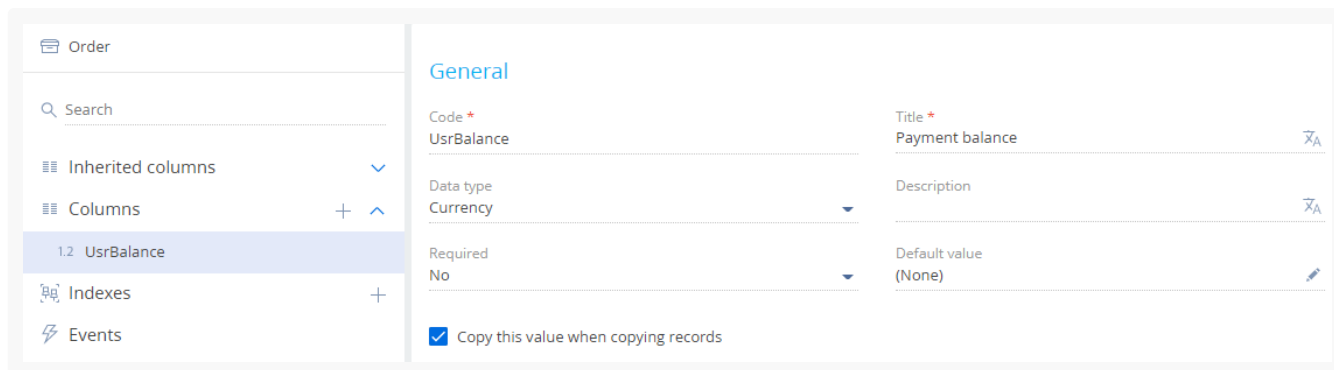 Order
Search
Inherited columns
Columns
1.2 UsrBalance
Indexes
Events
General
Code *
UsrBalance
Title *
Payment balance
Data type
Currency
Description
Required
No
Default value
(None)
Copy this value when copying records